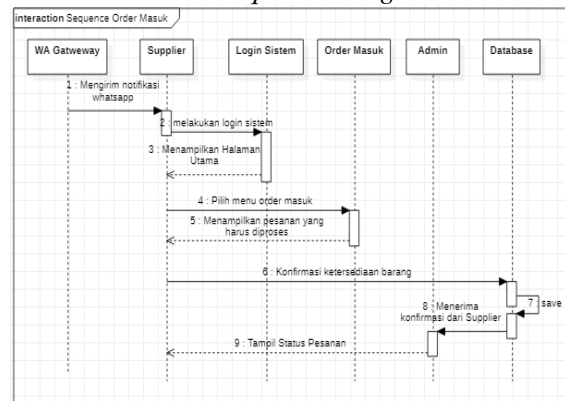 interaction Sequence Order Masuk
WA Gatweway
Supplier
Login Sistem
Order Masuk
Admin
Database
1 : Mengirim notifikasi
whatsapp
2 : melakukan login sistem
3 : Menampilkan Halaman
Utama
4 : Pilih menu order masuk
5 : Menampilkan pesanan yang
harus diproses
6 : Konfirmasi ketersediaan barang
7 : save
8 : Menerima
konfirmasi dari Supplier
9 : Tampil Status Pesanan